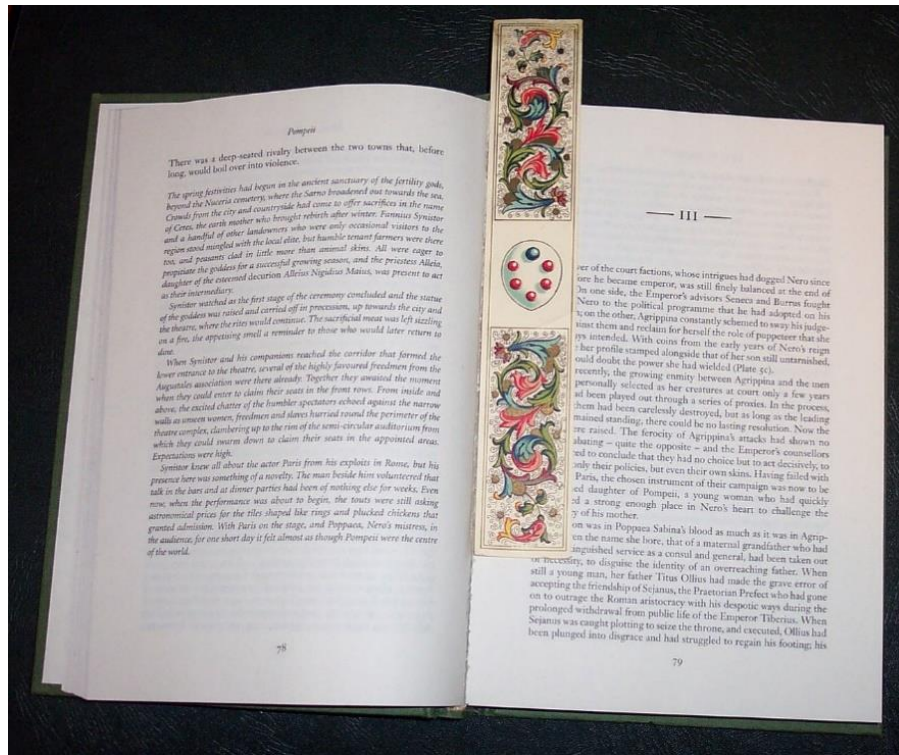 Pompeii
There was a deep-seated rivalry between the two towns that, before
long, would boil over into violence.
The spring festivities had begun in the ancient sanctuary of the fertility gods,
beyond the Nuceria cemetery, where the Sarno broadened out towards the sea.
Crowds from the city and countryside had come to offer sacrifices in the name
of Ceres, the earth mother who brought rebirth after winter. Fannius Synistor
and a handful of other landowners who were only occasional visitors to the
region stood mingled with the local elite, but humble tenant farmers were there
too, and peasants clad in little more than animal skins. All were eager to
propitiate the goddess for a successful growing season, and the priestess Alleia,
daughter of the esteemed decurion Alleius Nigidius Maius, was present to act
as their intermediary.
Synistor watched as the first stage of the ceremony concluded and the statue
of the goddess was raised and carried off in procession, up towards the city and
the theatre, where the rites would continue. The sacrificial meat was left sizzling
on a fire, the appetising smell a reminder to those who would later return to
dine.
When Synistor and his companions reached the corridor that formed the
lower entrance to the theatre, several of the highly favoured freedmen from the
Augustales association were there already. Together they awaited the moment
when they could enter to claim their seats in the front rows. From inside and
above, the excited chatter of the humbler spectators echoed against the narrow
walls as unseen women, freedmen and slaves hurried round the perimeter of the
theatre complex, clambering up to the rim of the semi-circular auditorium from
which they could swarm down to claim their seats in the appointed areas.
Expectations were high.
Synistor knew all about the actor Paris from his exploits in Rome, but his
presence here was something of a novelty. The man beside him volunteered that
talk in the bars and at dinner parties had been of nothing else for weeks. Even
now, when the performance was about to begin, the touts were still asking
astronomical prices for the tiles shaped like rings and plucked chickens that
granted admission. With Paris on the stage, and Poppaea, Nero's mistress, in
the audience, for one short day it felt almost as though Pompeii were the centre
of the world.
78
III
of the court factions, whose intrigues had dogged Nero since
he became emperor, was still finely balanced at the end of
On one side, the Emperor's advisors Seneca and Burrus fought
Nero to the political programme that he had adopted on his
on the other, Agrippina constantly schemed to sway his judge-
them and reclaim for herself the role of puppeteer that she
intended. With coins from the early years of Nero's reign
her profile stamped alongside that of her son still untarnished,
could doubt the power she had wielded (Plate 5c).
recently, the growing enmity between Agrippina and the men
personally selected as her creatures at court only a few years
been played out through a series of proxies. In the process,
them had been carelessly destroyed, but as long as the leading
standing, there could be no lasting resolution. Now the
raised. The ferocity of Agrippina's attacks had shown no
– quite the opposite – and the Emperor's counsellors
to conclude that they had no choice but to act decisively, to
only their policies, but even their own skins. Having failed with
Paris, the chosen instrument of their campaign was now to be
daughter of Pompeii, a young woman who had quickly
a strong enough place in Nero's heart to challenge the
of his mother.
was in Poppaea Sabina's blood as much as it was in Agrip-
the name she bore, that of a maternal grandfather who had
service as a consul and general, had been taken out
of necessity, to disguise the identity of an overreaching father. When
still a young man, her father Titus Ollius had made the grave error of
accepting the friendship of Sejanus, the Praetorian Prefect who had gone
on to outrage the Roman aristocracy with his despotic ways during the
prolonged withdrawal from public life of the Emperor Tiberius. When
Sejanus was caught plotting to seize the throne, and executed, Ollius had
been plunged into disgrace and had struggled to regain his footing; his
79